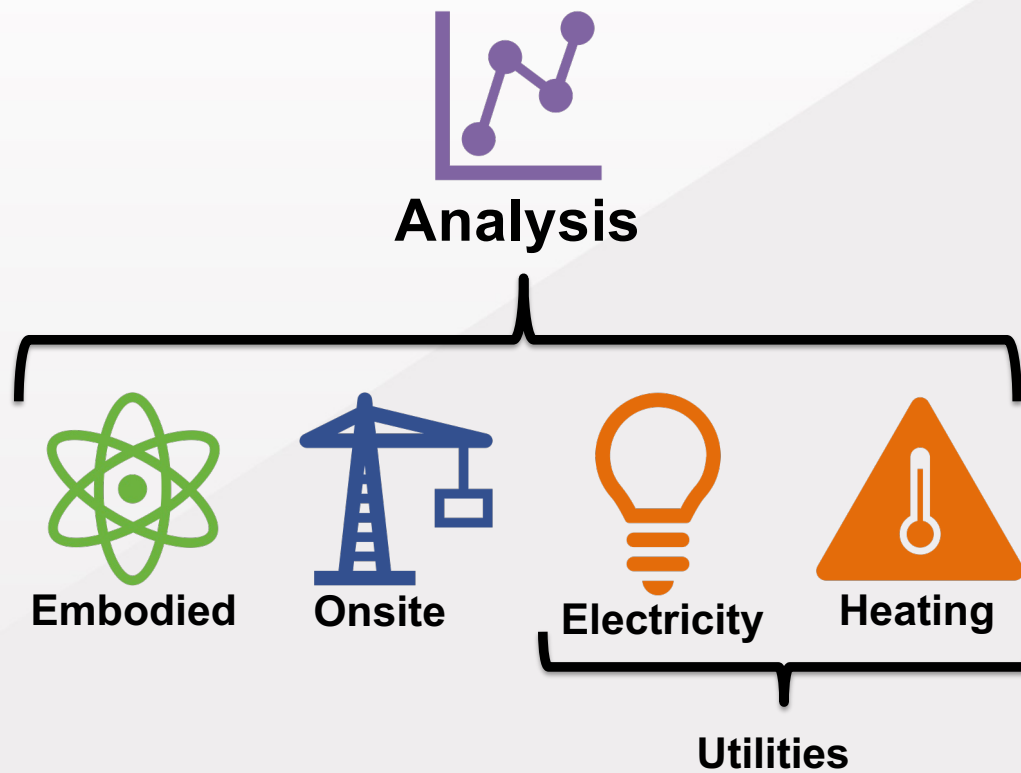 Analysis
Embodied
Onsite
Electricity
Heating
Utilities